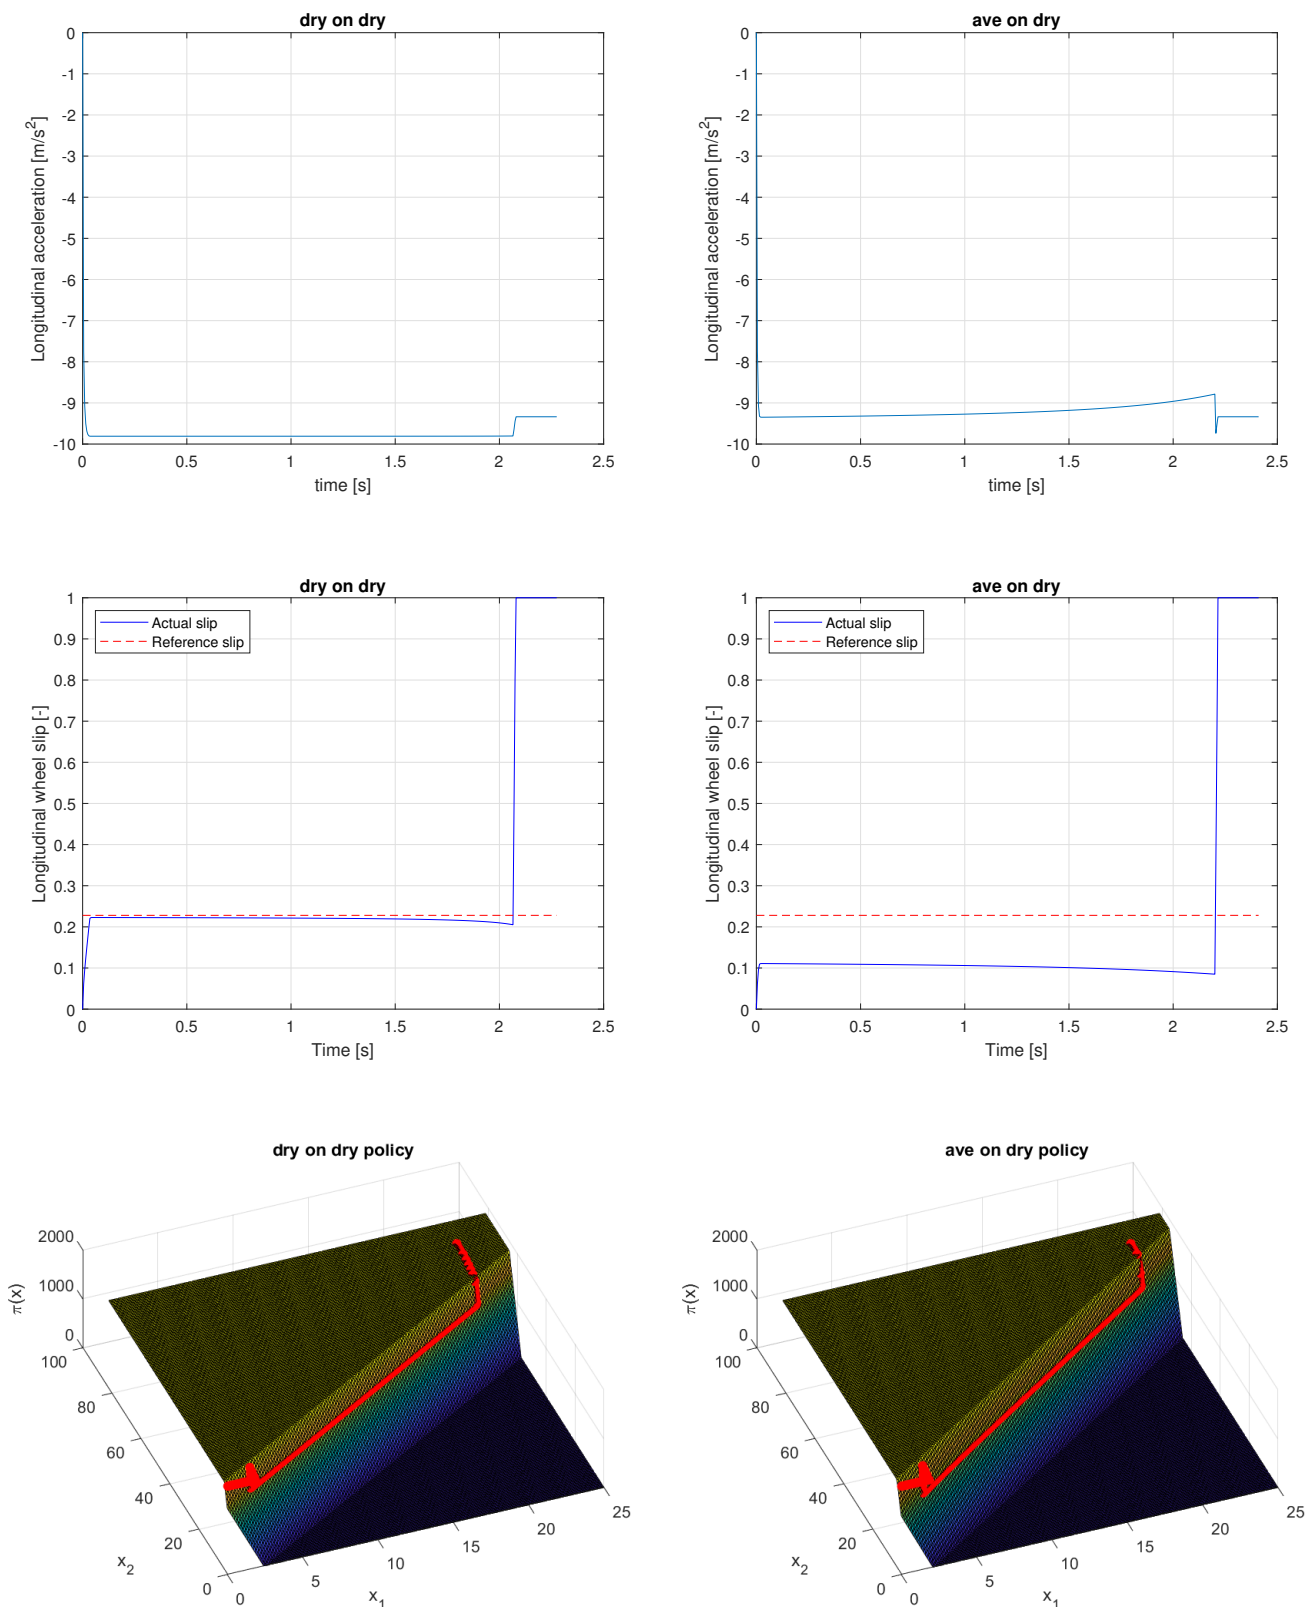 dry on dry
0
-1
-2
-3
-4
-5
-6
-7
-8
-9
-10
Longitudinal acceleration [m/s²]
0 0.5 1 1.5 2 2.5
time [s]
ave on dry
0
-1
-2
-3
-4
-5
-6
-7
-8
-9
-10
Longitudinal acceleration [m/s²]
0 0.5 1 1.5 2 2.5
time [s]
dry on dry
1
0.9
0.8
0.7
0.6
0.5
0.4
0.3
0.2
0.1
0
Longitudinal wheel slip [-]
Actual slip
Reference slip
0 0.5 1 1.5 2 2.5
Time [s]
ave on dry
1
0.9
0.8
0.7
0.6
0.5
0.4
0.3
0.2
0.1
0
Longitudinal wheel slip [-]
Actual slip
Reference slip
0 0.5 1 1.5 2 2.5
Time [s]
dry on dry policy
2000
1000
0
π(x)
100
80
60
40
20
0
x₂
0
5
10
15
20
25
x₁
ave on dry policy
2000
1000
0
π(x)
100
80
60
40
20
0
x₂
0
5
10
15
20
25
x₁